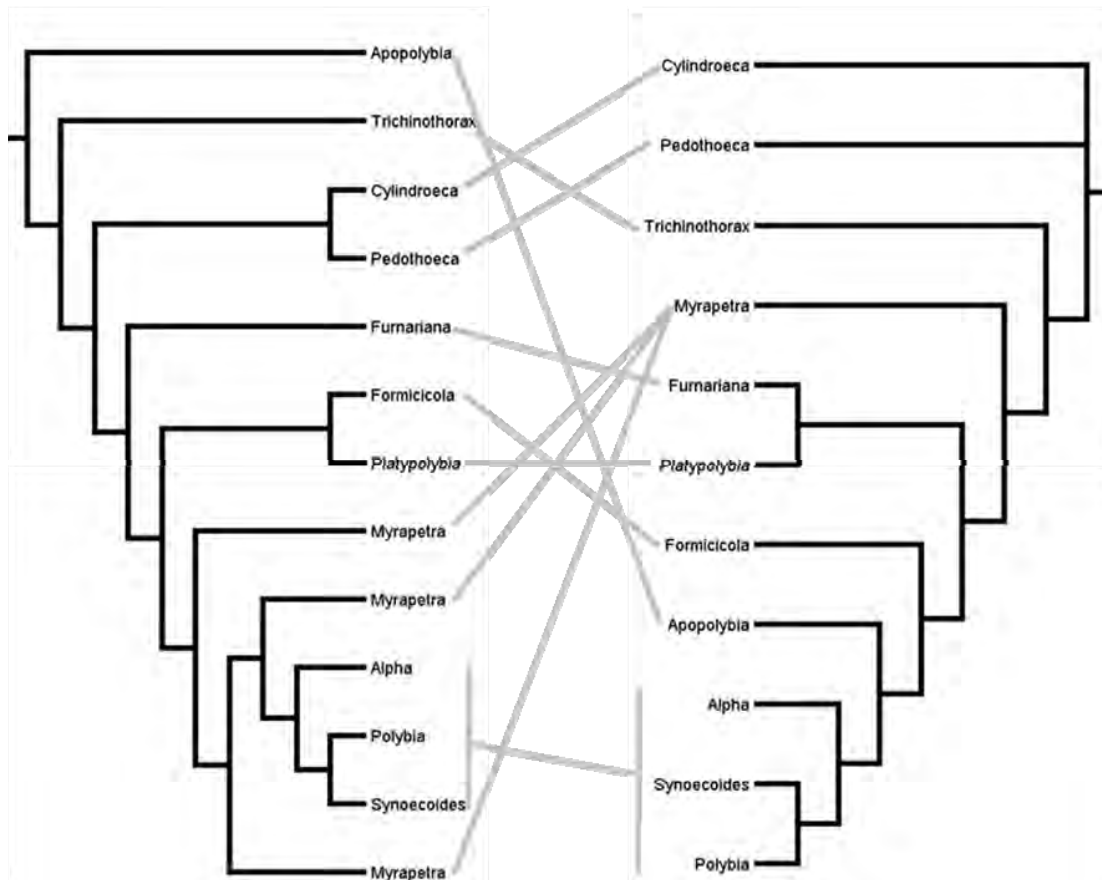 Apopolybia
Trichinothorax
Cylindroeca
Pedothoeca
Furnariana
Formicicola
Platypolybia
Myrapetra
Myrapetra
Alpha
Polybia
Synoecoides
Myrapetra
Cylindroeca
Pedothoeca
Trichinothorax
Myrapetra
Furnariana
Platypolybia
Formicicola
Apopolybia
Alpha
Synoecoides
Polybia